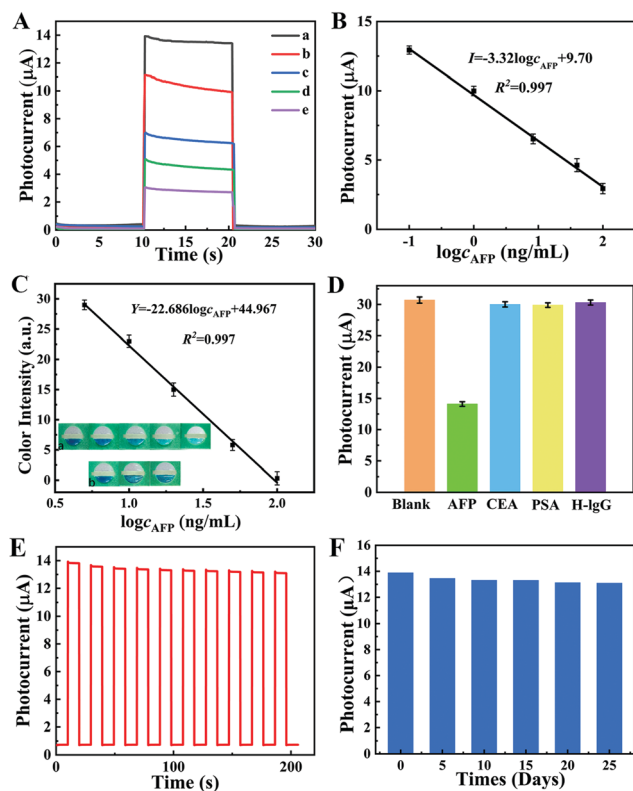 A
Photocurrent (μA)
14
12
10
8
6
4
2
0
a
b
c
d
e
0 5 10 15 20 25 30
Time (s)
B
Photocurrent (μA)
15
10
5
0
I=-3.32logcAFP+9.70
R²=0.997
-1 0 1 2
logcAFP (ng/mL)
C
Color Intensity (a.u.)
30
25
20
15
10
5
0
Y=-22.686logcAFP+44.967
R²=0.997
a
b
0.5 1.0 1.5 2.0
logcAFP (ng/mL)
D
Photocurrent (μA)
35
30
25
20
15
10
5
0
Blank AFP CEA PSA H-IgG
E
Photocurrent (μA)
14
12
10
8
6
4
2
0
0 100 200
Time (s)
F
Photocurrent (μA)
16
14
12
10
8
6
4
2
0
0 5 10 15 20 25
Times (Days)